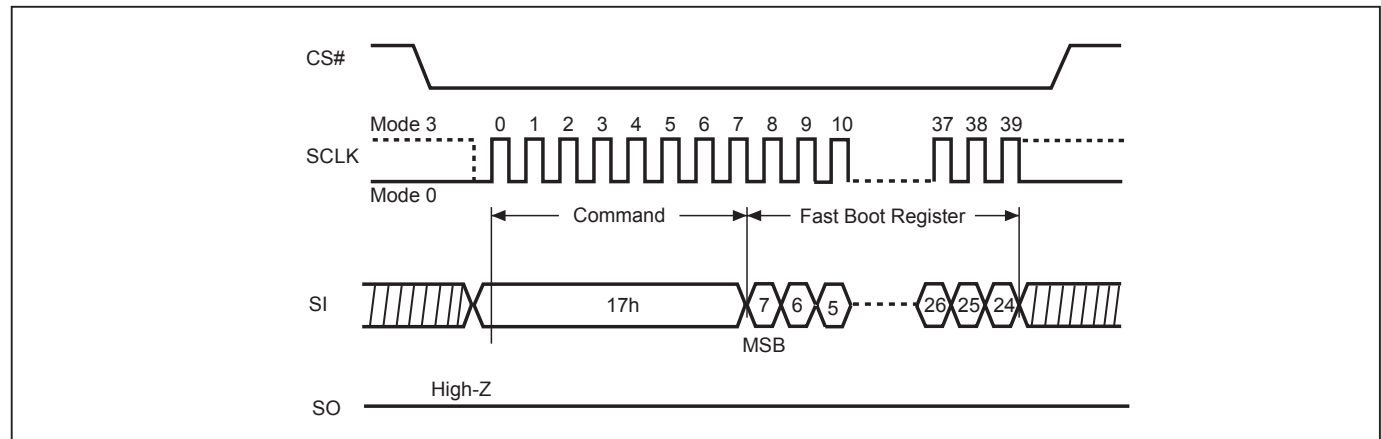 CS#
Mode 3 0 1 2 3 4 5 6 7 8 9 10 37 38 39
SCLK
Mode 0
Command Fast Boot Register
SI 17h 7 6 5 26 25 24
MSB
High-Z
SO